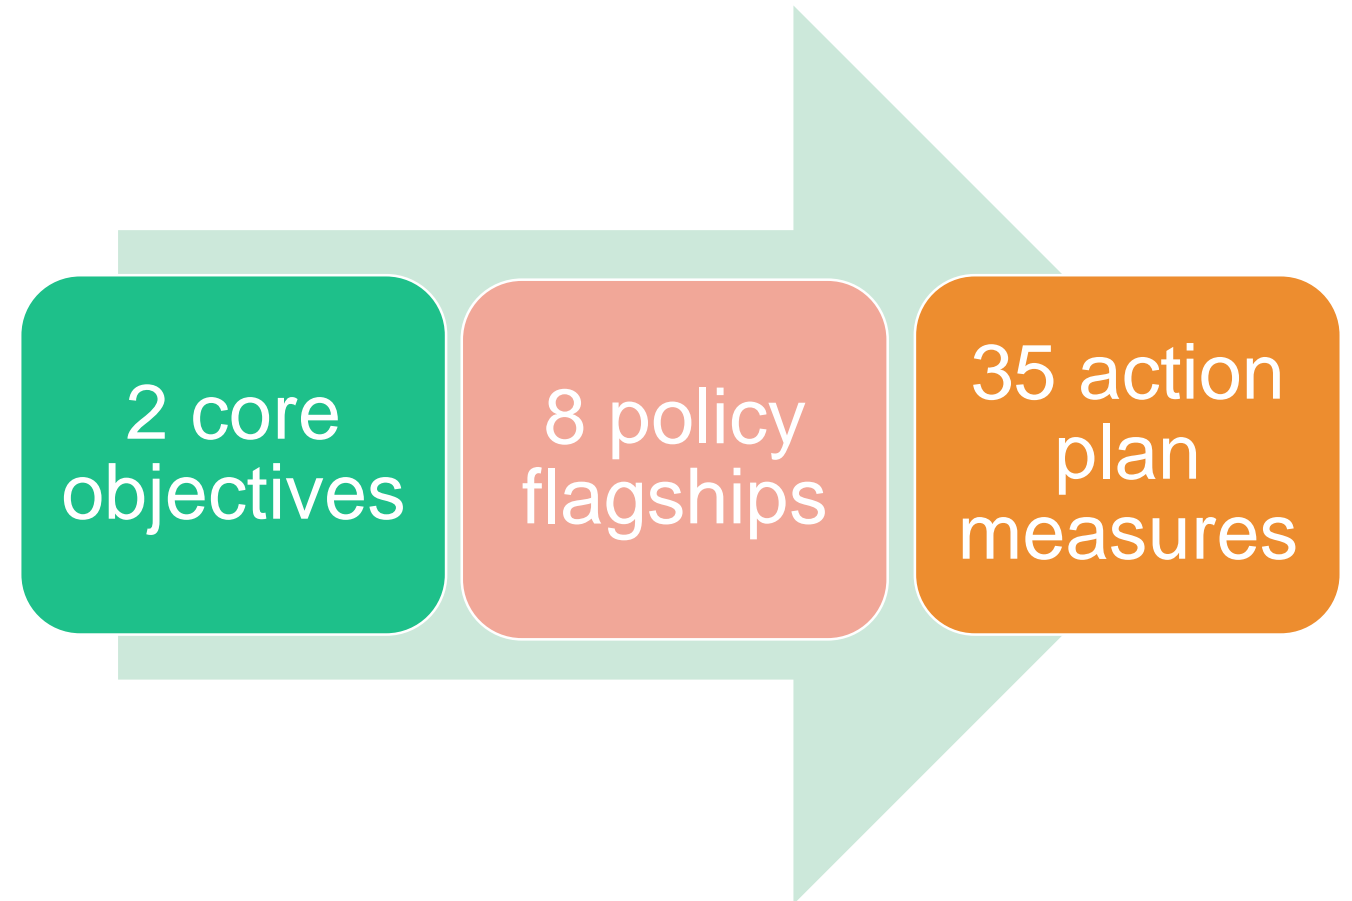 2 core
objectives
8 policy
flagships
35 action
plan
measures